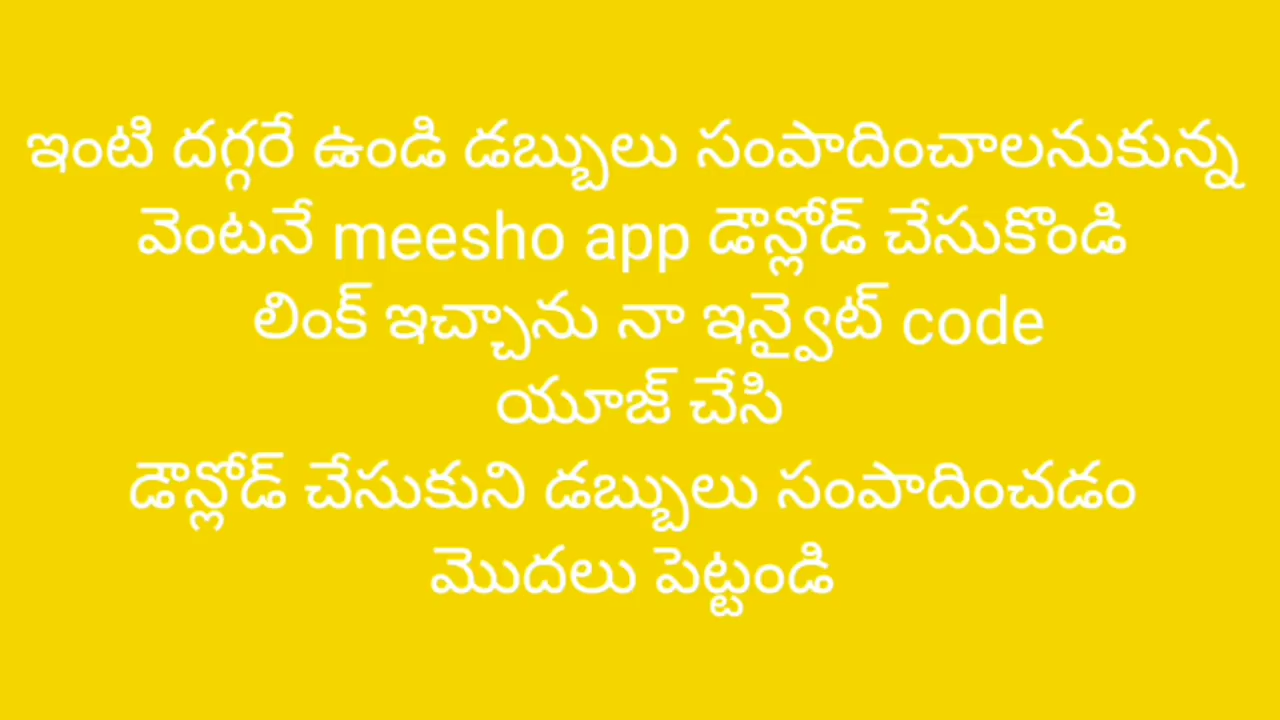 ఇంటి దగ్గరే ఉండి డబ్బులు సంపాదించాలనుకున్న
వెంటనే meesho app డౌన్లోడ్ చేసుకొండి
లింక్ ఇచ్చాను నా ఇన్వైట్ code
యూజ్ చేసి
డౌన్లోడ్ చేసుకుని డబ్బులు సంపాదించడం
మొదలు పెట్టండి